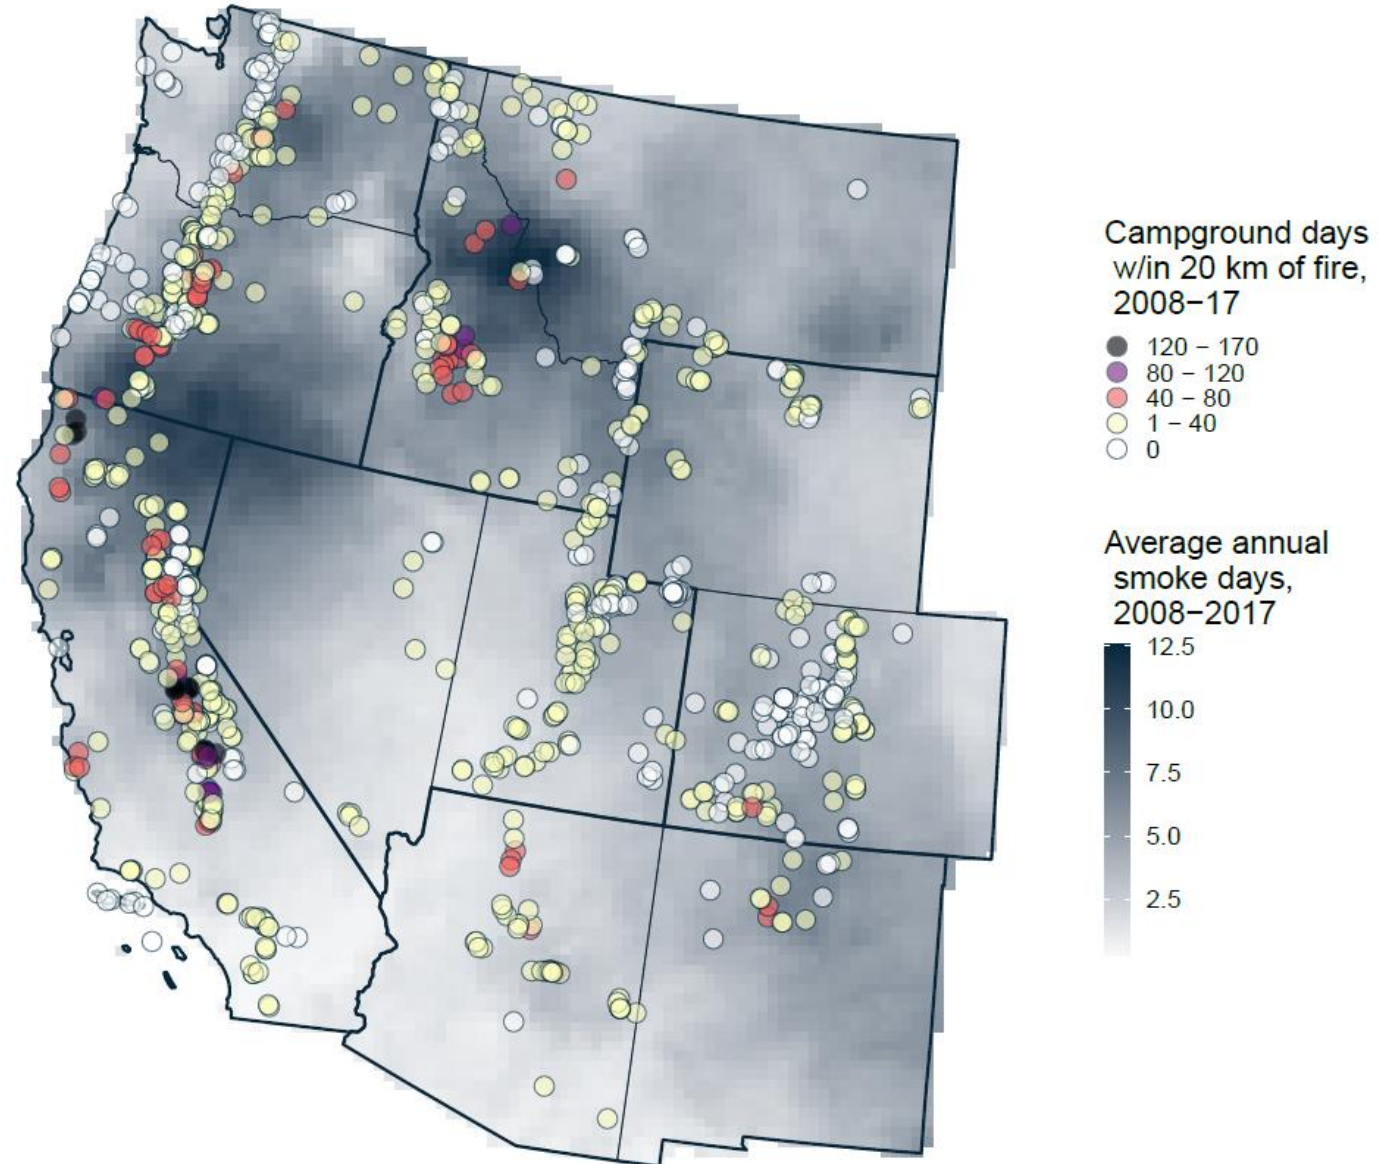 Campground days
w/in 20 km of fire,
2008−17
120 − 170
80 − 120
40 − 80
1 − 40
0
Average annual
smoke days,
2008−2017
12.5
10.0
7.5
5.0
2.5